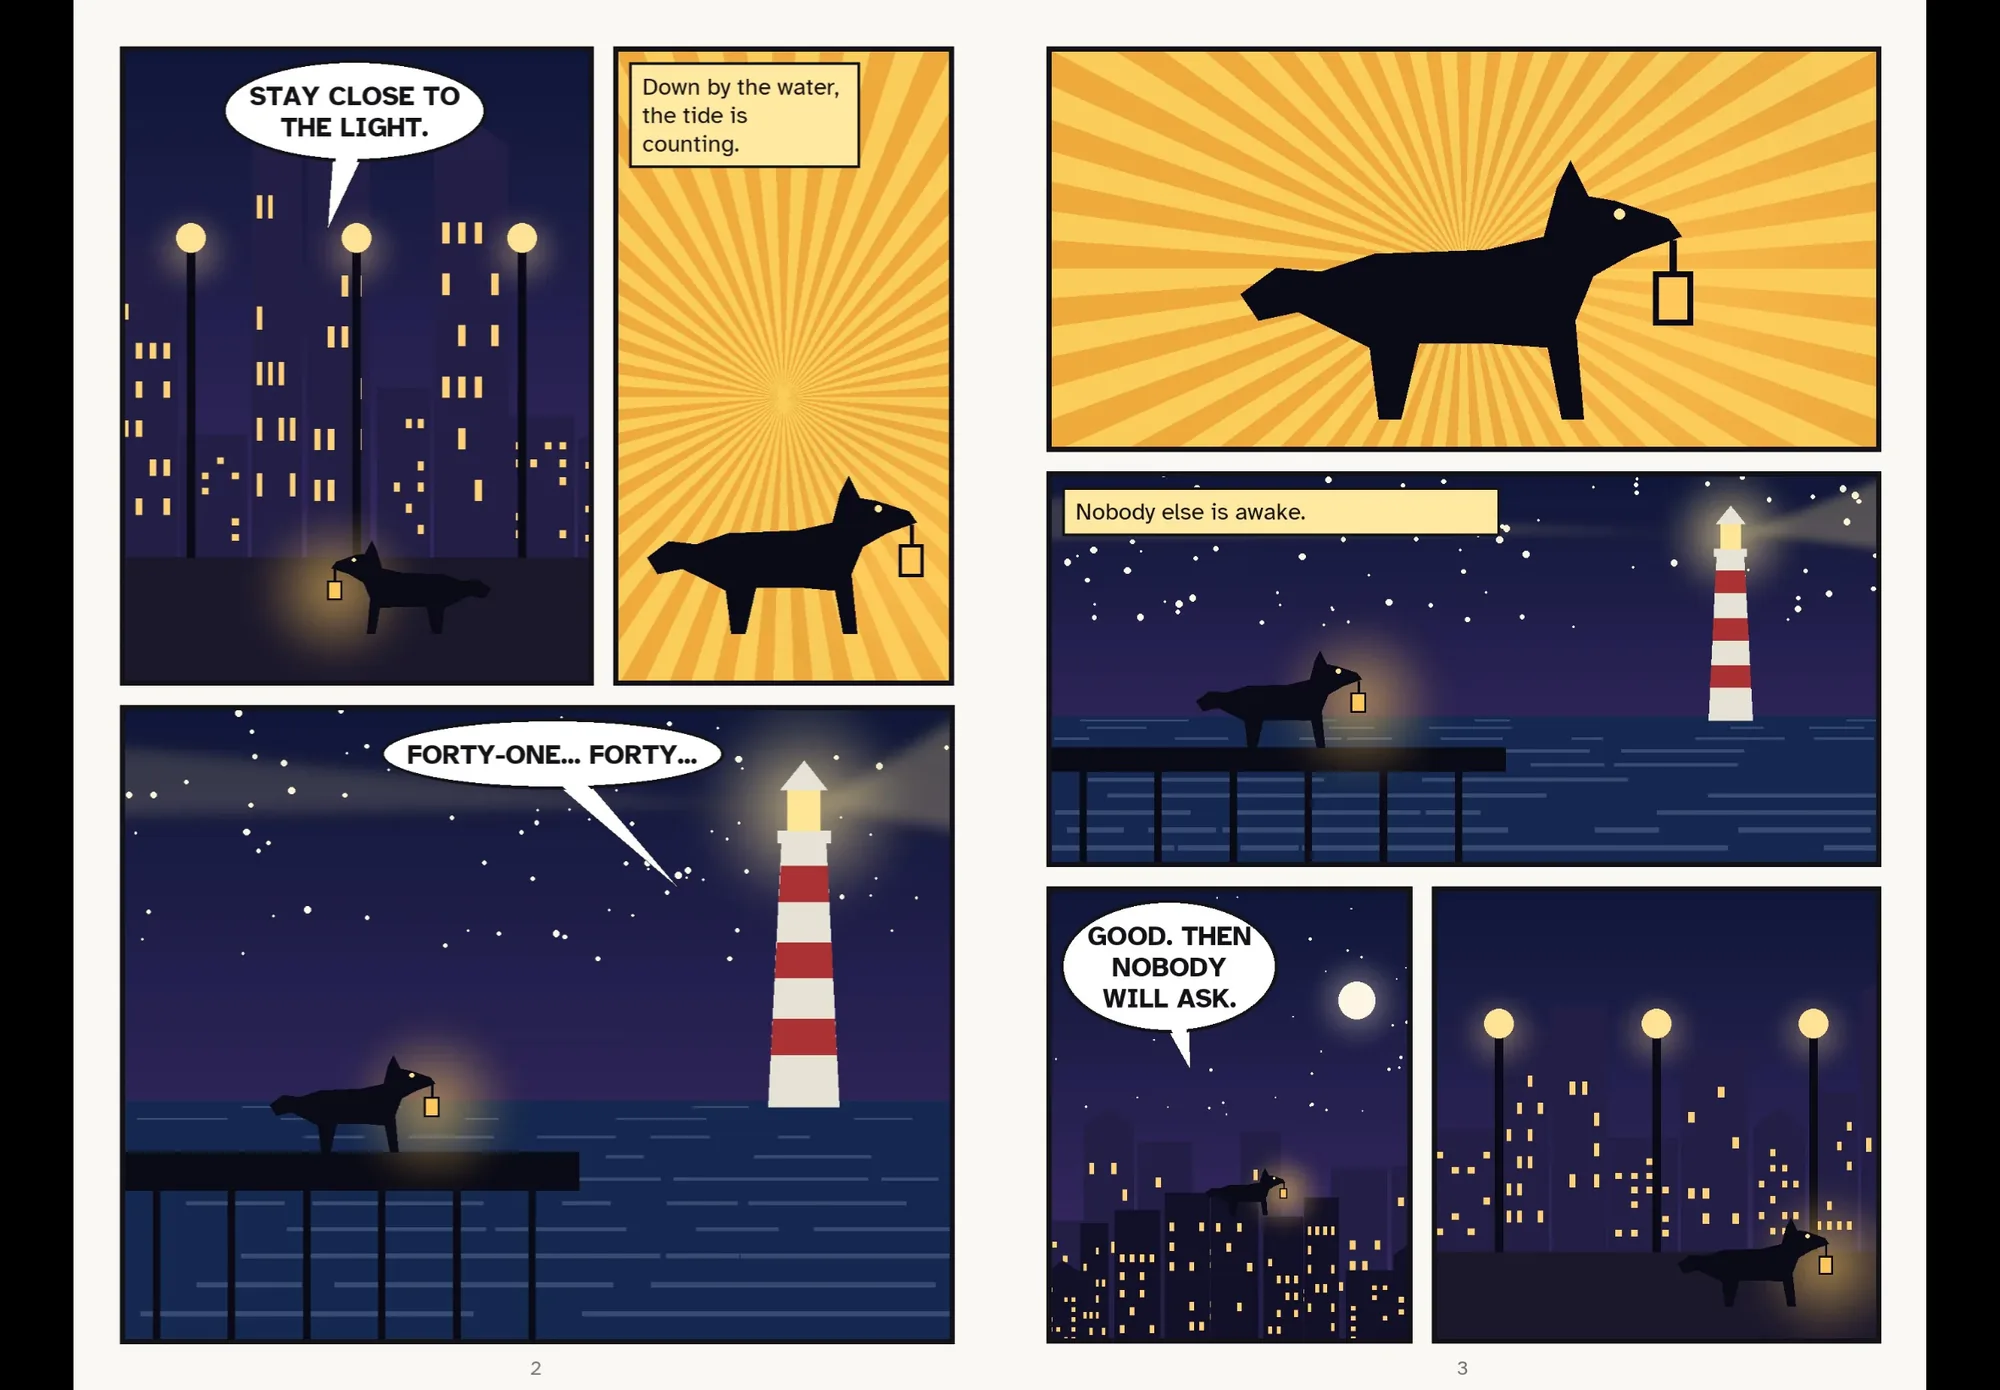 STAY CLOSE TO
THE LIGHT.
Down by the water,
the tide is
counting.
FORTY-ONE... FORTY...
2
Nobody else is awake.
GOOD. THEN
NOBODY
WILL ASK.
3